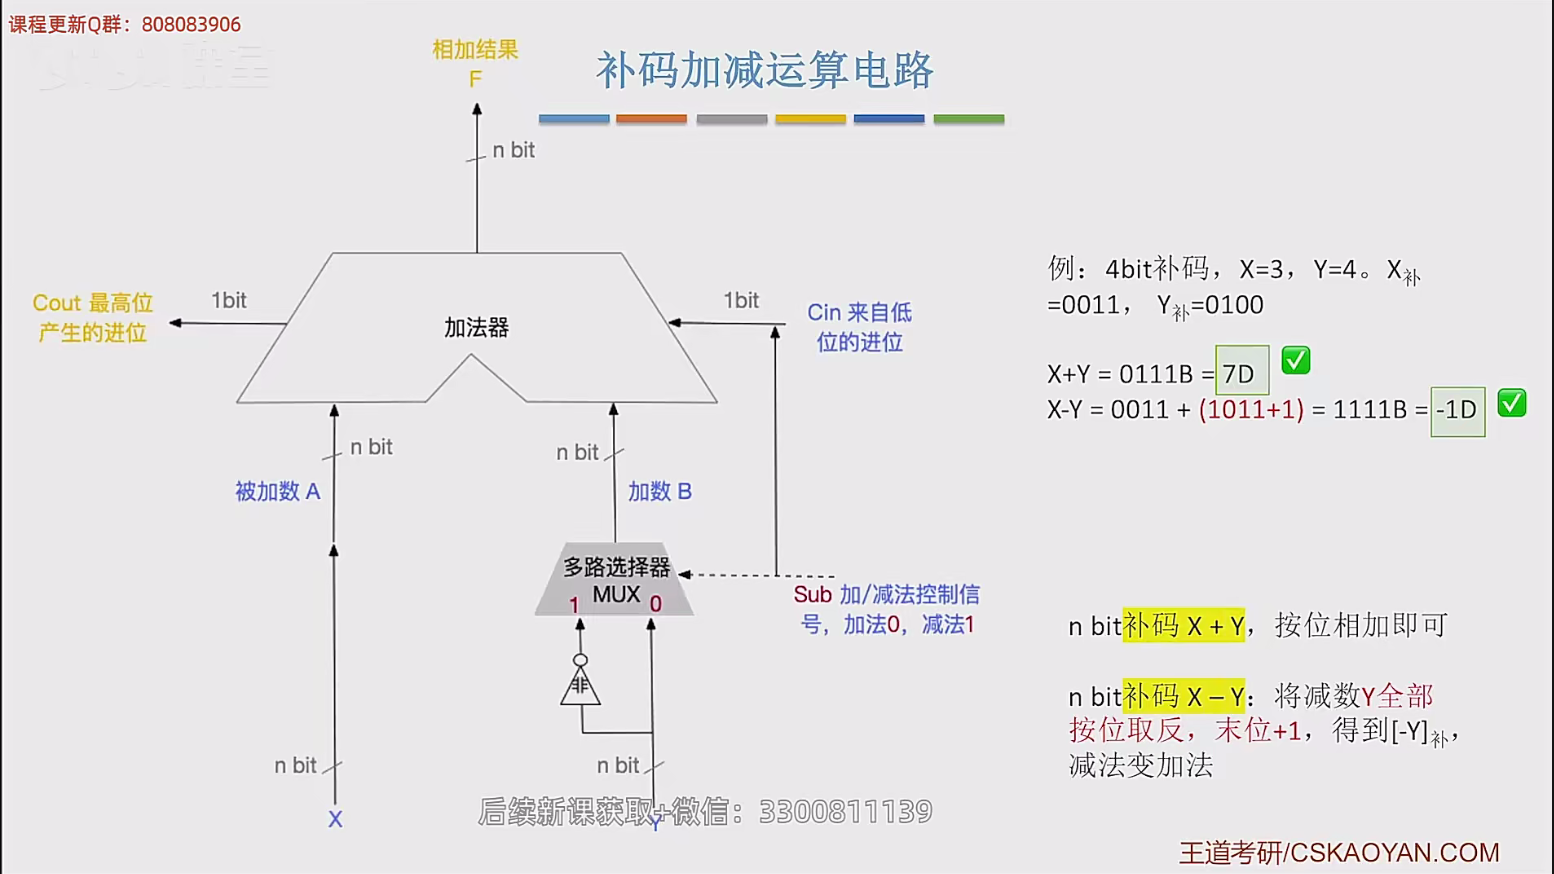 课程更新Q群：808083906
相加结果
F
补码加减运算电路
n bit
Cout 最高位
产生的进位
1bit
加法器
1bit
Cin 来自低
位的进位
例：4bit补码，X=3，Y=4。X补
=0011， Y补=0100
X+Y = 0111B = 7D
X-Y = 0011 + (1011+1) = 1111B = -1D
n bit
被加数 A
n bit
加数 B
多路选择器
MUX
1
0
Sub 加/减法控制信
号，加法0，减法1
非
n bit补码 X + Y，按位相加即可
n bit补码 X – Y：将减数Y全部
按位取反，末位+1，得到[-Y]补，
减法变加法
n bit
n bit
X
Y
后续新课获取+微信：3300811139
王道考研/CSKAOYAN.COM